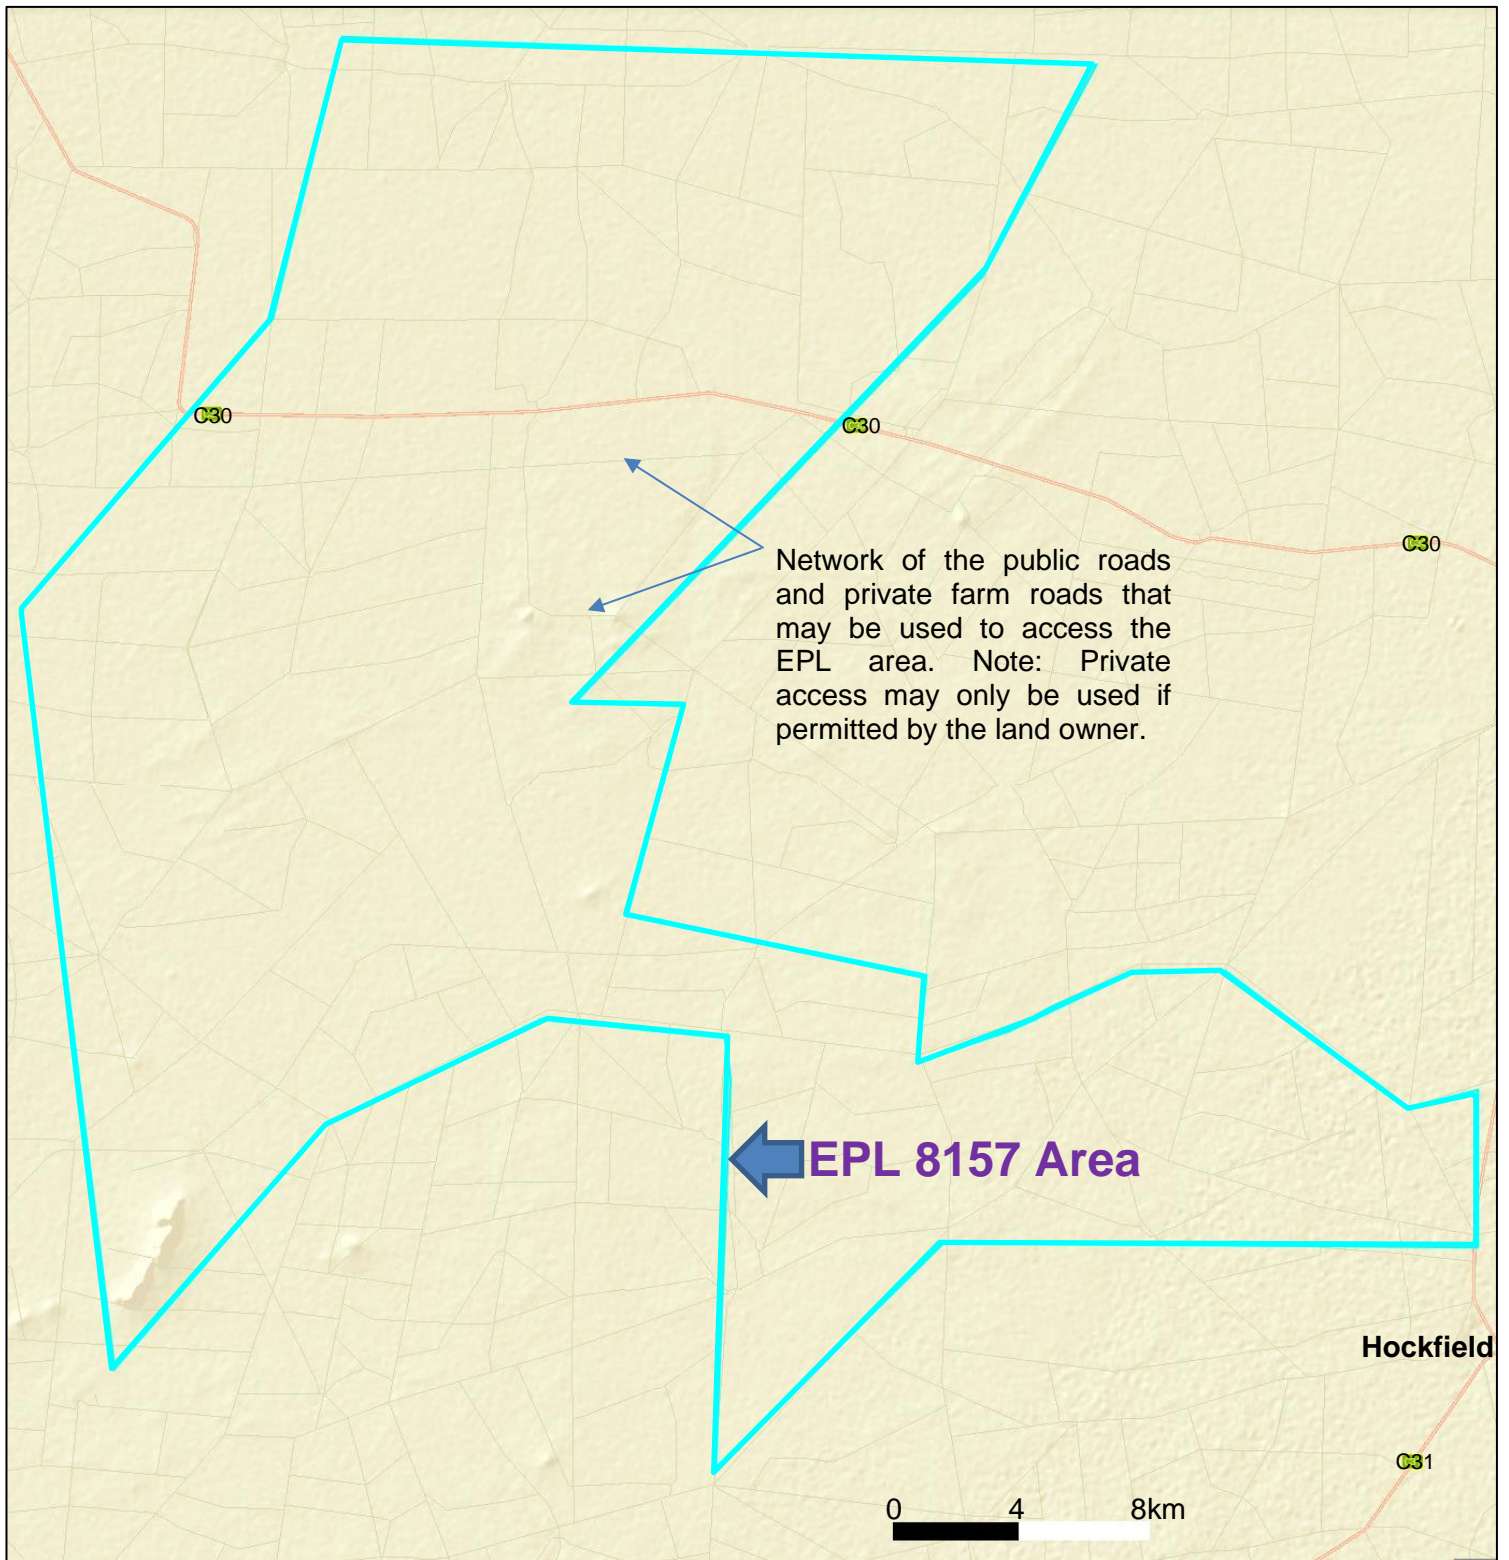 C30
C30
C30
Network of the public roads
and private farm roads that
may be used to access the
EPL area. Note: Private
access may only be used if
permitted by the land owner.
EPL 8157 Area
Hockfield
C31
0 4 8km